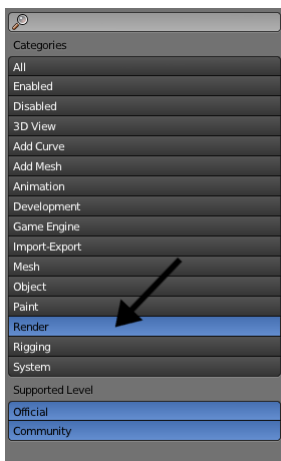 Categories
All
Enabled
Disabled
3D View
Add Curve
Add Mesh
Animation
Development
Game Engine
Import-Export
Mesh
Object
Paint
Render
Rigging
System
Supported Level
Official
Community